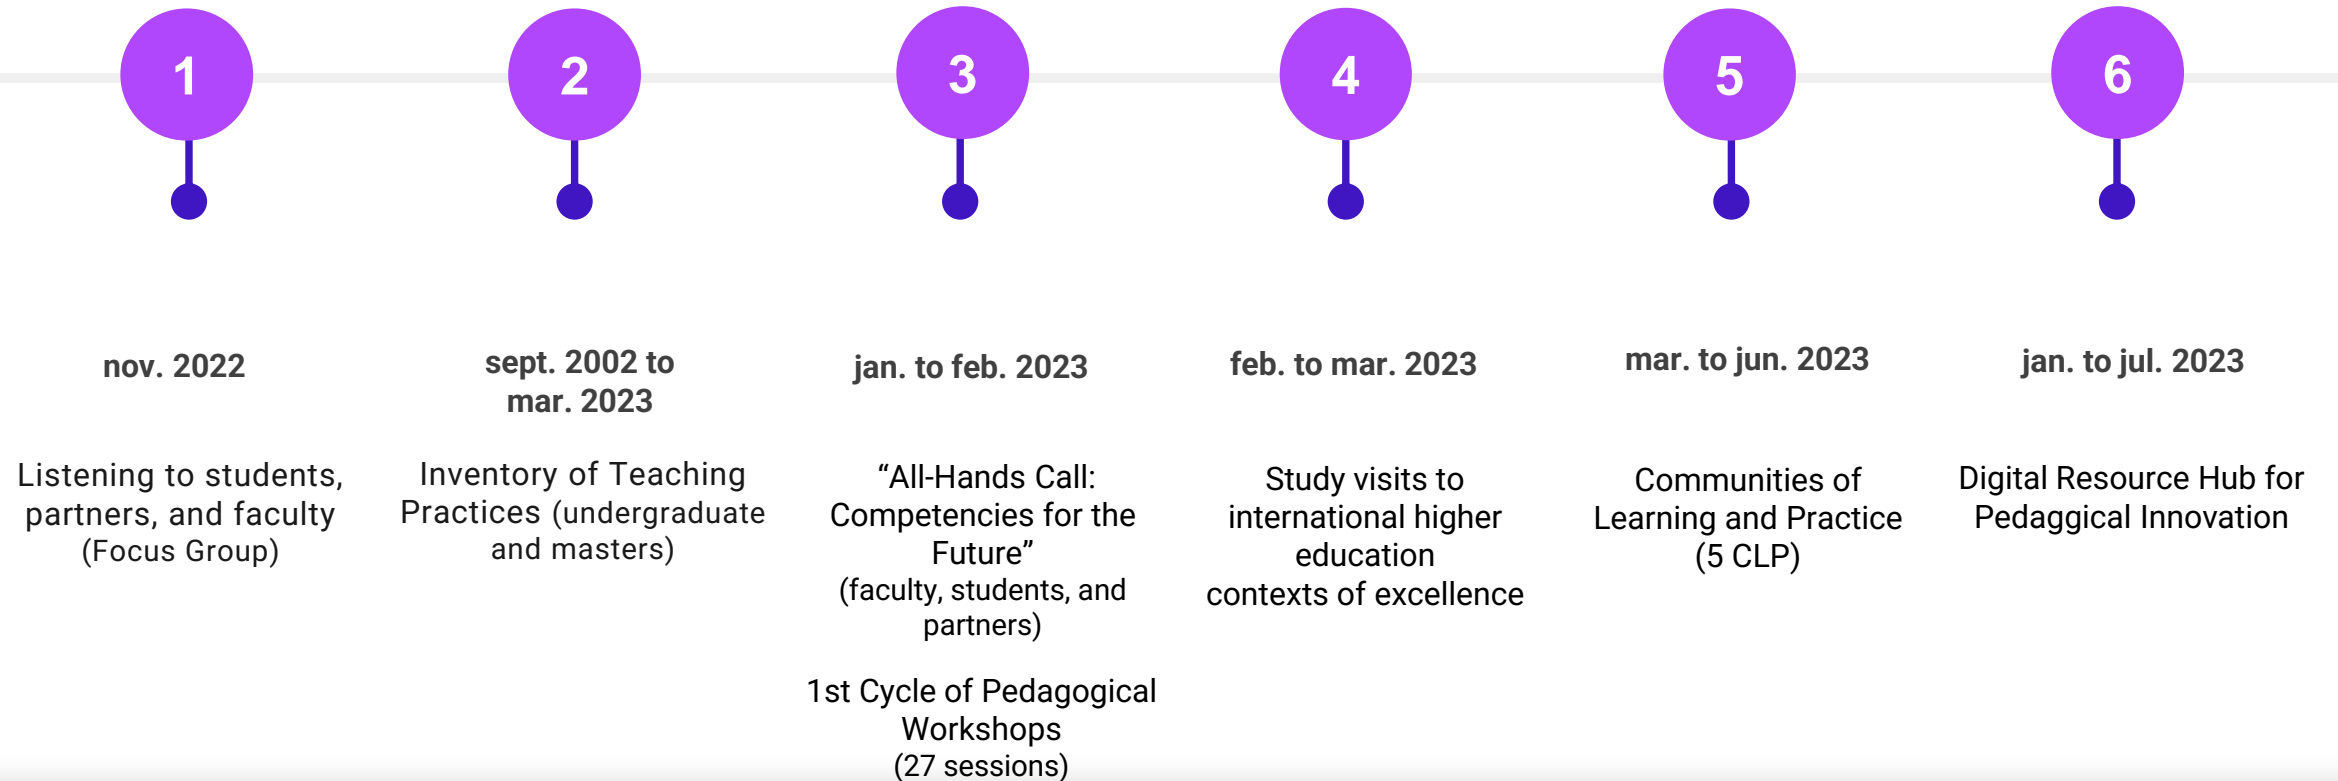 1
2
3
4
5
6
nov. 2022
Listening to students,
partners, and faculty
(Focus Group)
sept. 2002 to
mar. 2023
Inventory of Teaching
Practices (undergraduate
and masters)
jan. to feb. 2023
“All-Hands Call:
Competencies for the
Future”
(faculty, students, and
partners)
1st Cycle of Pedagogical
Workshops
(27 sessions)
feb. to mar. 2023
Study visits to
international higher
education
contexts of excellence
mar. to jun. 2023
Communities of
Learning and Practice
(5 CLP)
jan. to jul. 2023
Digital Resource Hub for
Pedaggical Innovation